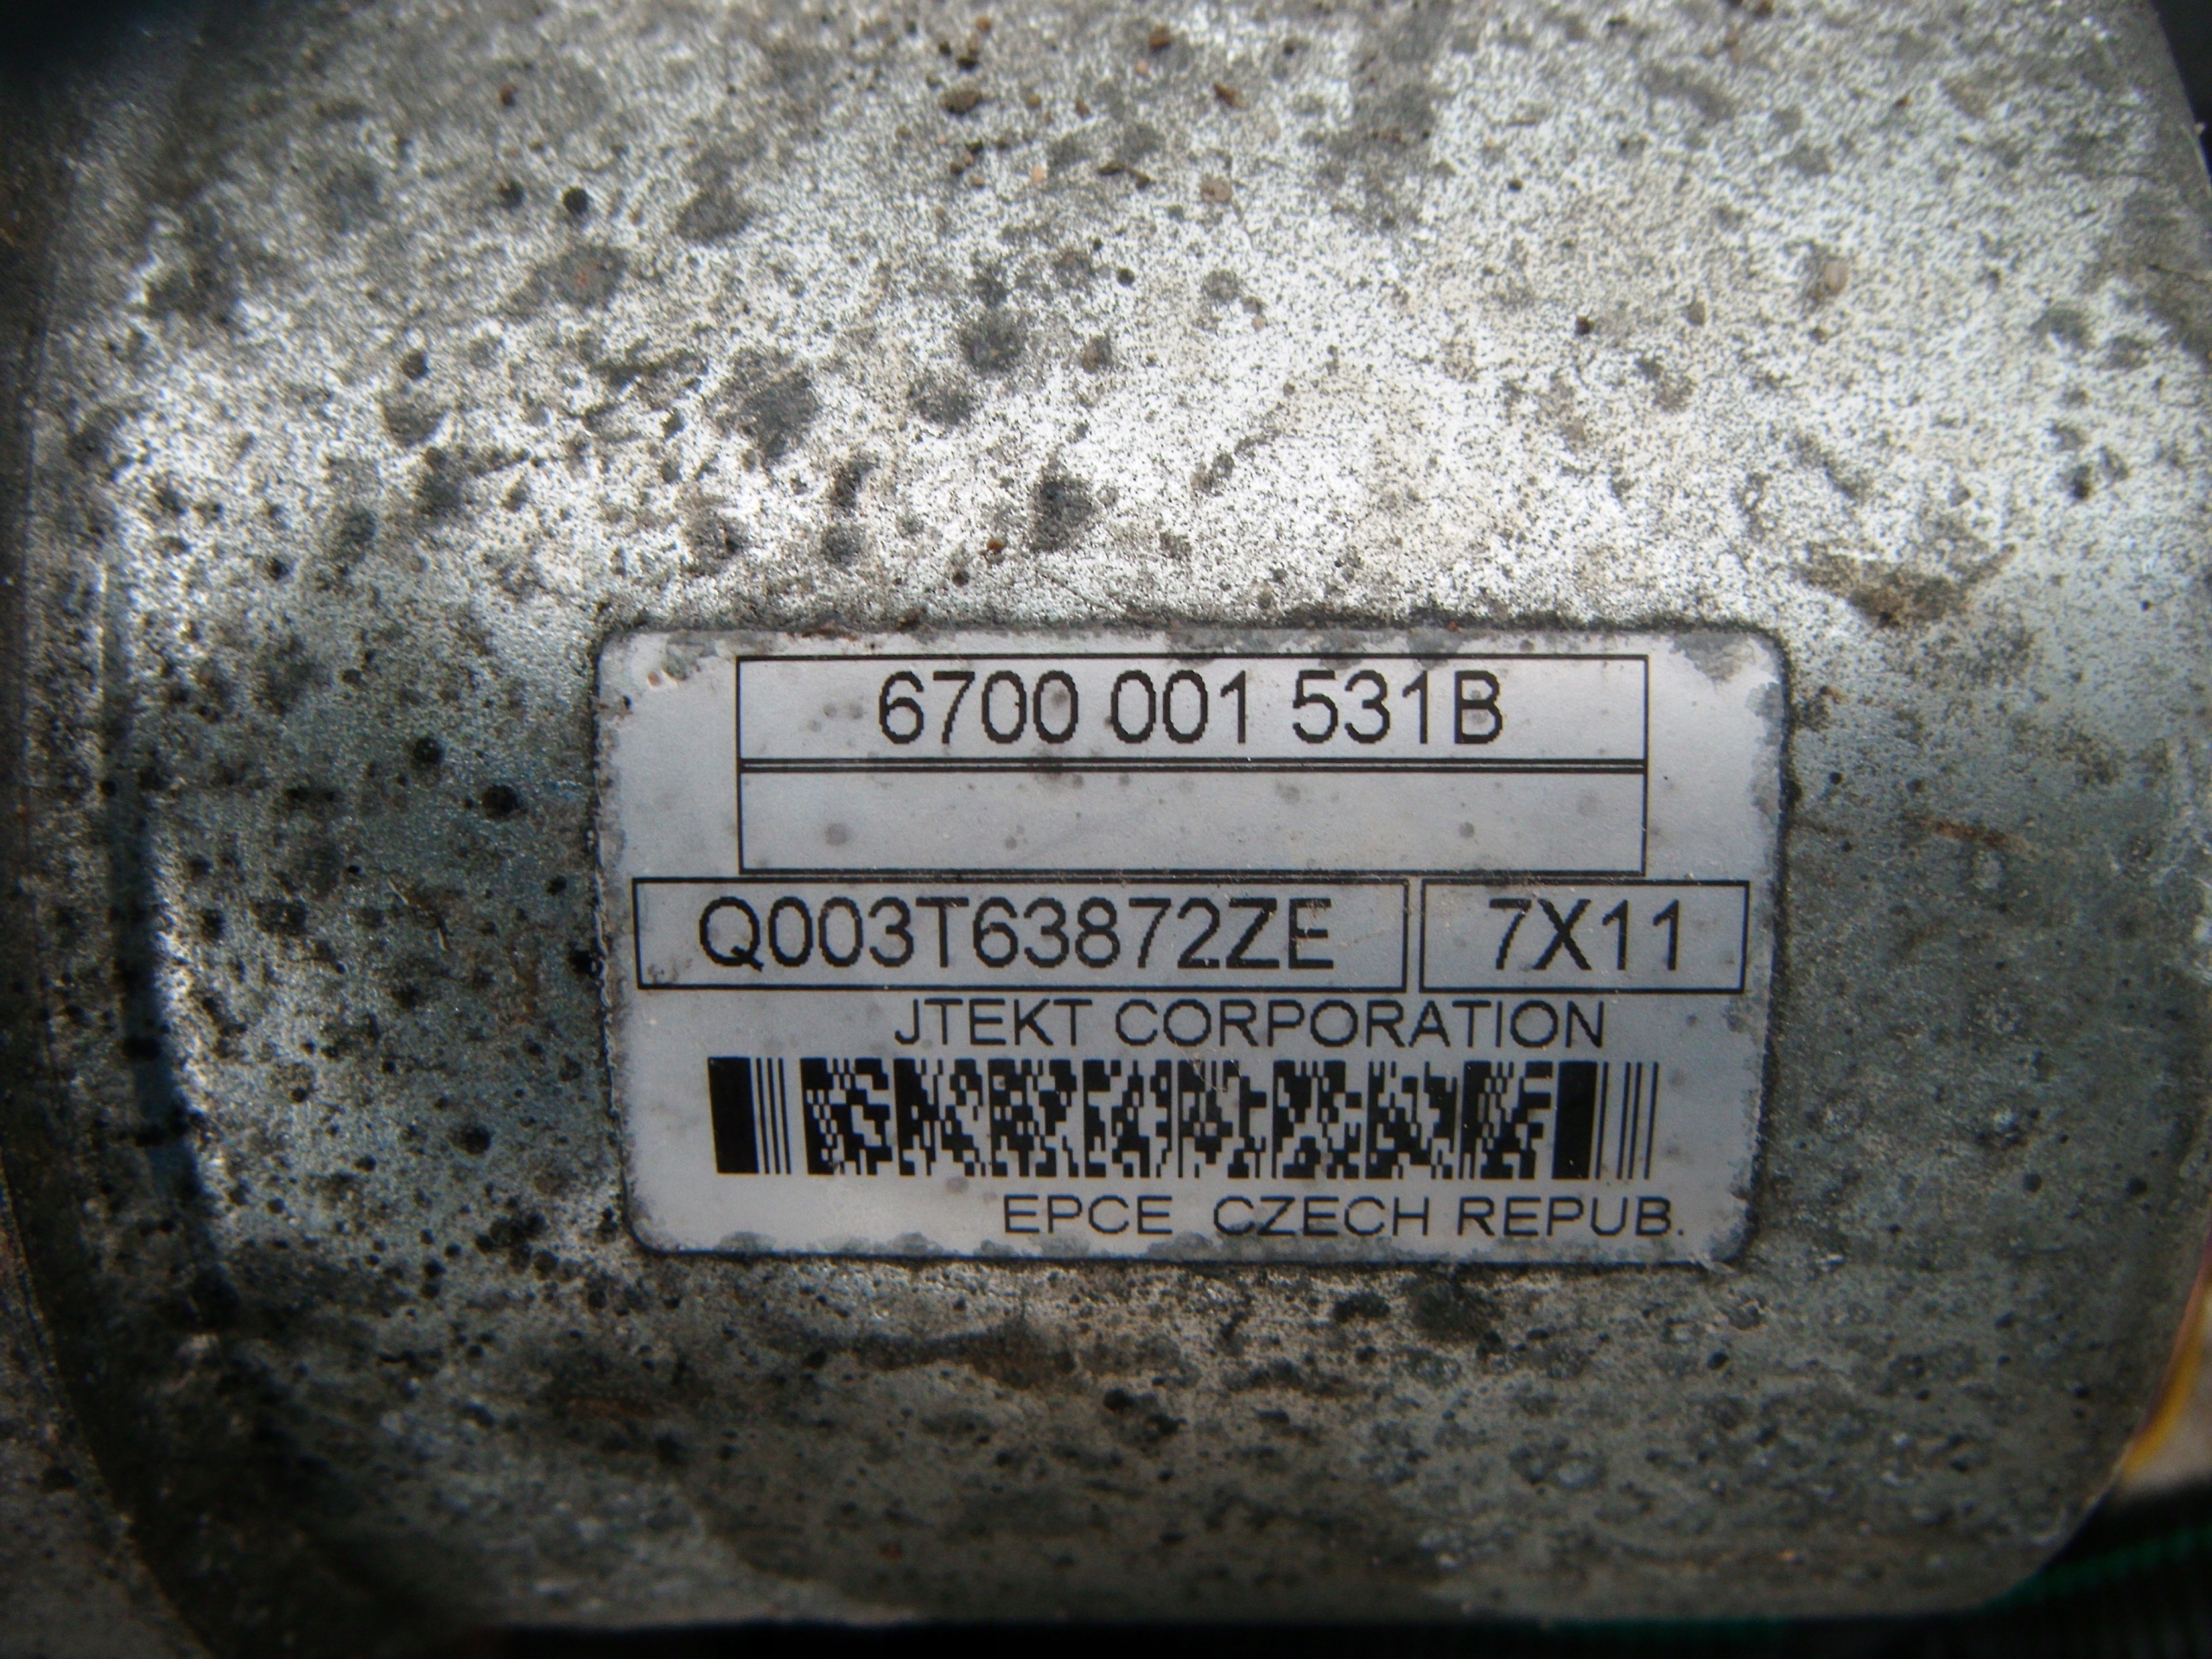 6700 001 531B
Q003T63872ZE 7X11
JTEKT CORPORATION
EPCE CZECH REPUB.